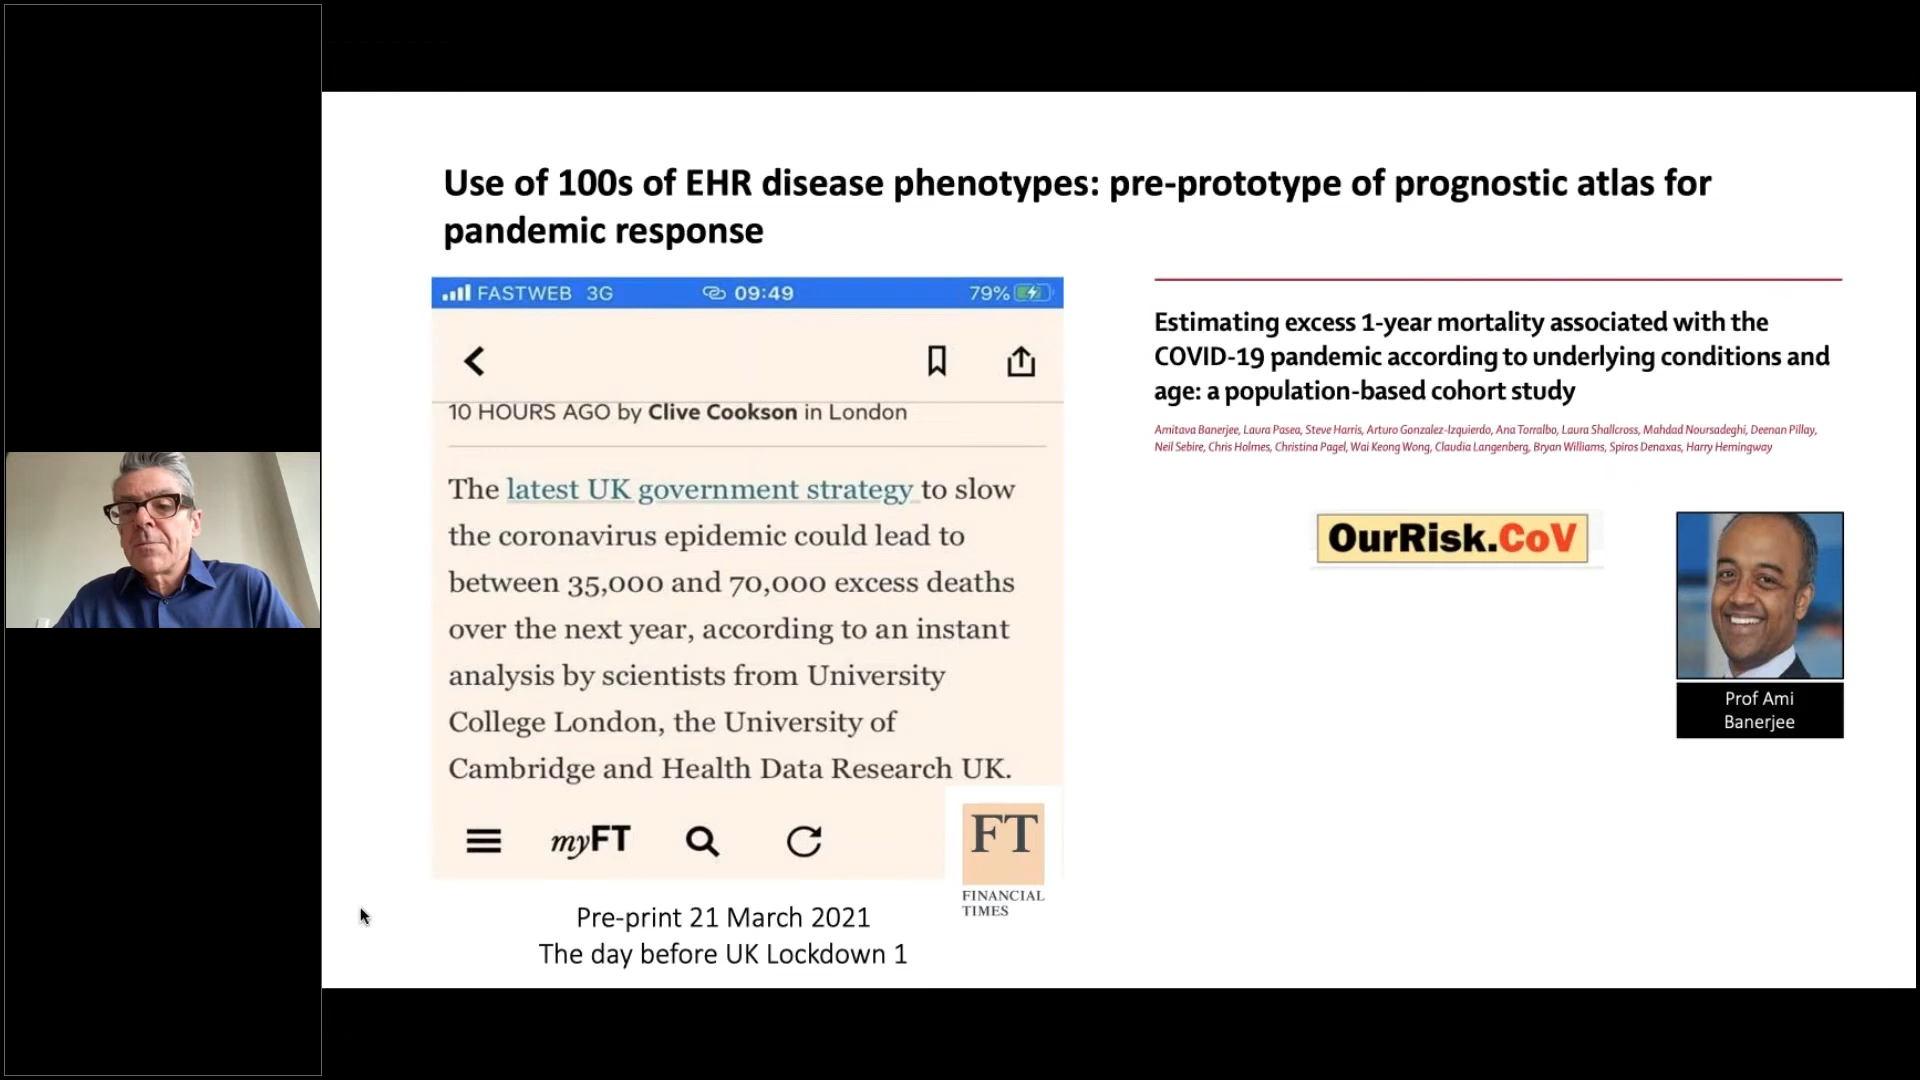 Use of 100s of EHR disease phenotypes: pre-prototype of prognostic atlas for
pandemic response
FASTWEB 3G 09:49 79%
10 HOURS AGO by Clive Cookson in London
The latest UK government strategy to slow
the coronavirus epidemic could lead to
between 35,000 and 70,000 excess deaths
over the next year, according to an instant
analysis by scientists from University
College London, the University of
Cambridge and Health Data Research UK.
myFT
FT
FINANCIAL
TIMES
Pre-print 21 March 2021
The day before UK Lockdown 1
Estimating excess 1-year mortality associated with the
COVID-19 pandemic according to underlying conditions and
age: a population-based cohort study
Amitava Banerjee, Laura Pasea, Steve Harris, Arturo Gonzalez-Izquierdo, Ana Torralbo, Laura Shallcross, Mahdad Noursadeghi, Deenan Pillay,
Neil Sebire, Chris Holmes, Christina Pagel, Wai Keong Wong, Claudia Langenberg, Bryan Williams, Spiros Denaxas, Harry Hemingway
OurRisk.CoV
Prof Ami
Banerjee